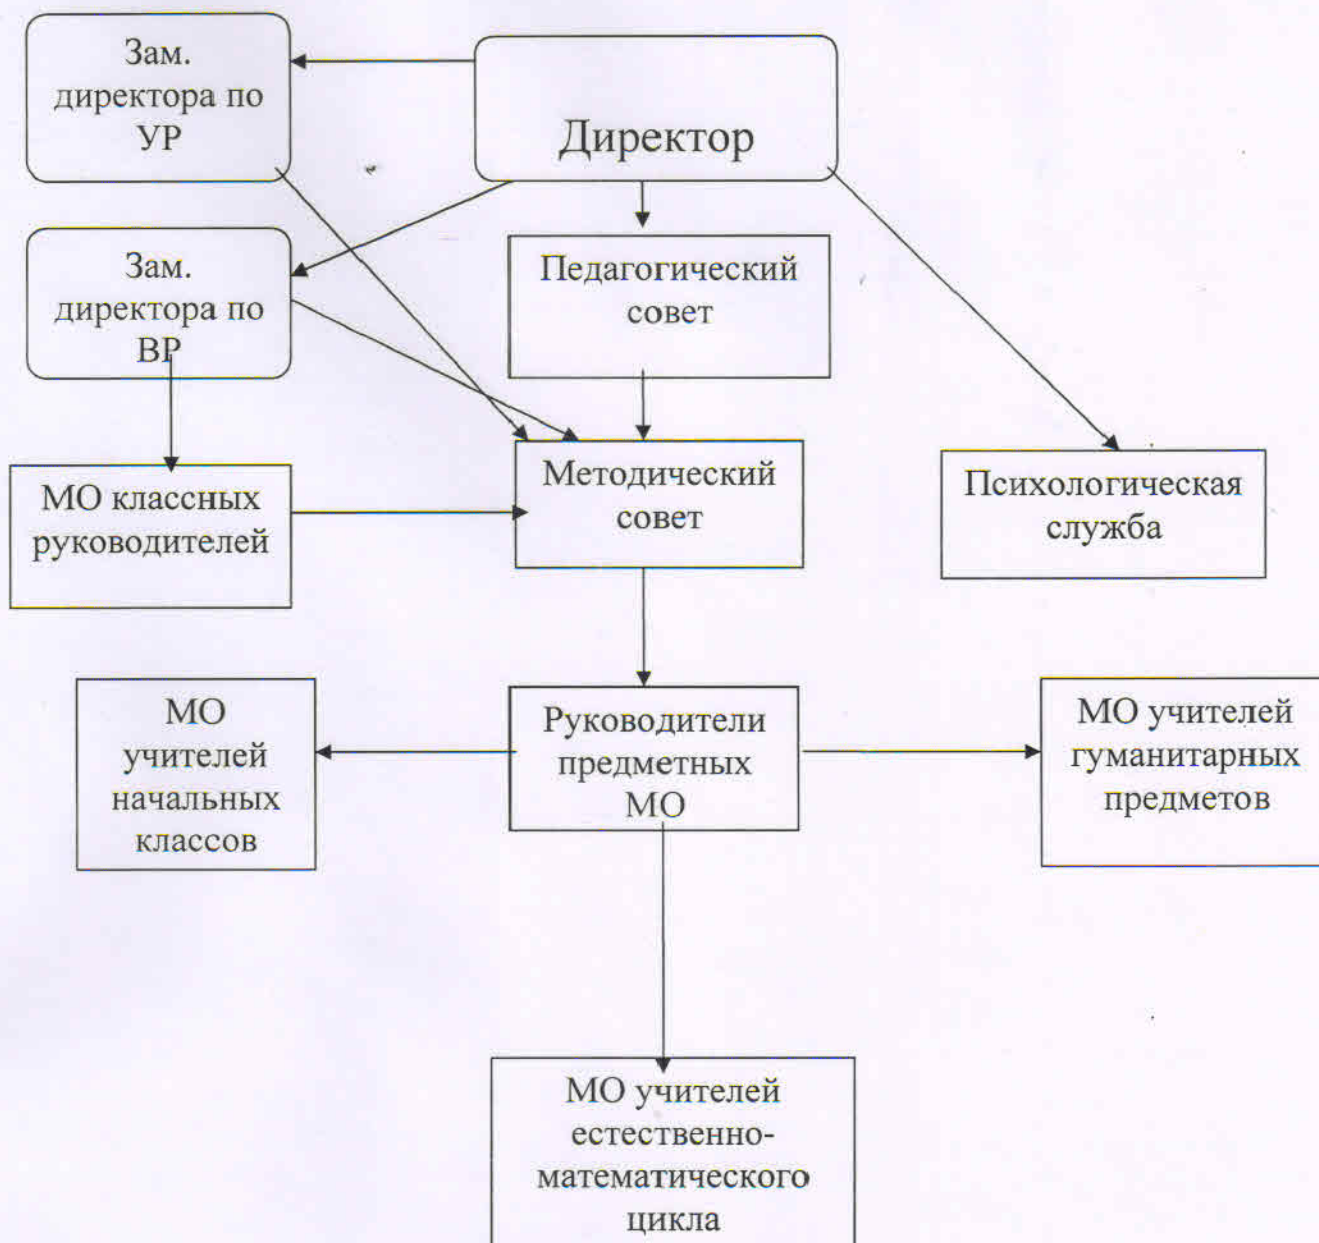 Зам.
директора по
УР
Директор
Зам.
директора по
ВР
Педагогический
совет
МО классных
руководителей
Методический
совет
Психологическая
служба
МО
учителей
начальных
классов
Руководители
предметных
МО
МО учителей
гуманитарных
предметов
МО учителей
естественно-
математического
цикла